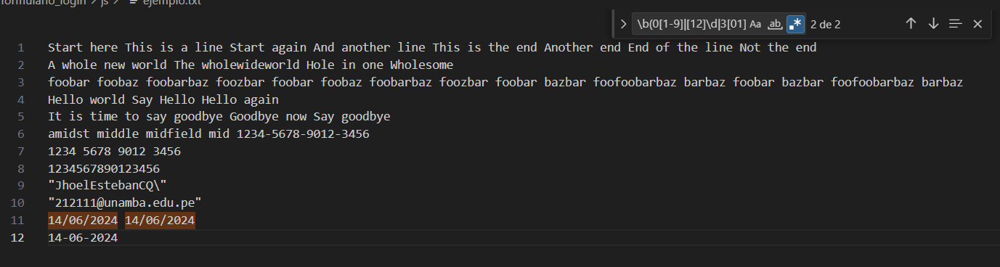 formulario_login > js > ejemplo.txt
\b(0[1-9]|[12]\d|3[01] Aa ab .* 2 de 2
1 Start here This is a line Start again And another line This is the end Another end End of the line Not the end
2 A whole new world The wholewideworld Hole in one Wholesome
3 foobar foobaz foobarbaz foozbar foobar foobaz foobarbaz foozbar foobar bazbar foofoobarbaz barbaz foobar bazbar foofoobarbaz barbaz
4 Hello world Say Hello Hello again
5 It is time to say goodbye Goodbye now Say goodbye
6 amidst middle midfield mid 1234-5678-9012-3456
7 1234 5678 9012 3456
8 1234567890123456
9 "JhoelEstebanCQ\"
10 "212111@unamba.edu.pe"
11 14/06/2024 14/06/2024
12 14-06-2024